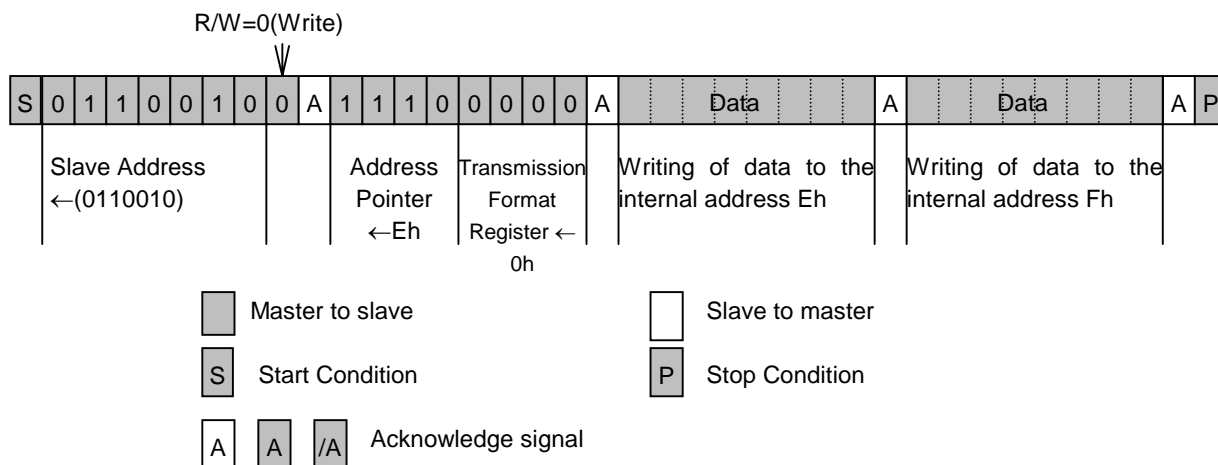 R/W=0(Write)
S 0 1 1 0 0 1 0 0 A 1 1 1 0 0 0 0 0 A Data A Data A P
Slave Address
←(0110010)
Address
Pointer
←Eh
Transmission
Format
Register ←
0h
Writing of data to the
internal address Eh
Writing of data to the
internal address Fh
Master to slave
Slave to master
S Start Condition
P Stop Condition
A A /A Acknowledge signal